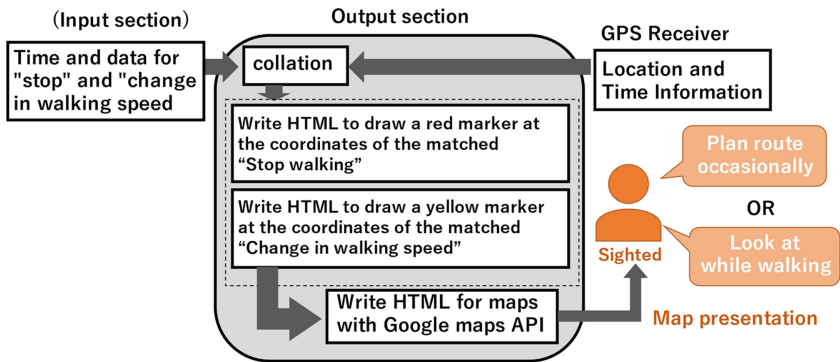 (Input section)
Output section
GPS Receiver
Time and data for
"stop" and "change
in walking speed
collation
Location and
Time Information
Write HTML to draw a red marker at
the coordinates of the matched
“Stop walking”
Write HTML to draw a yellow marker
at the coordinates of the matched
“Change in walking speed”
Write HTML for maps
with Google maps API
Plan route
occasionally
OR
Look at
while walking
Sighted
Map presentation